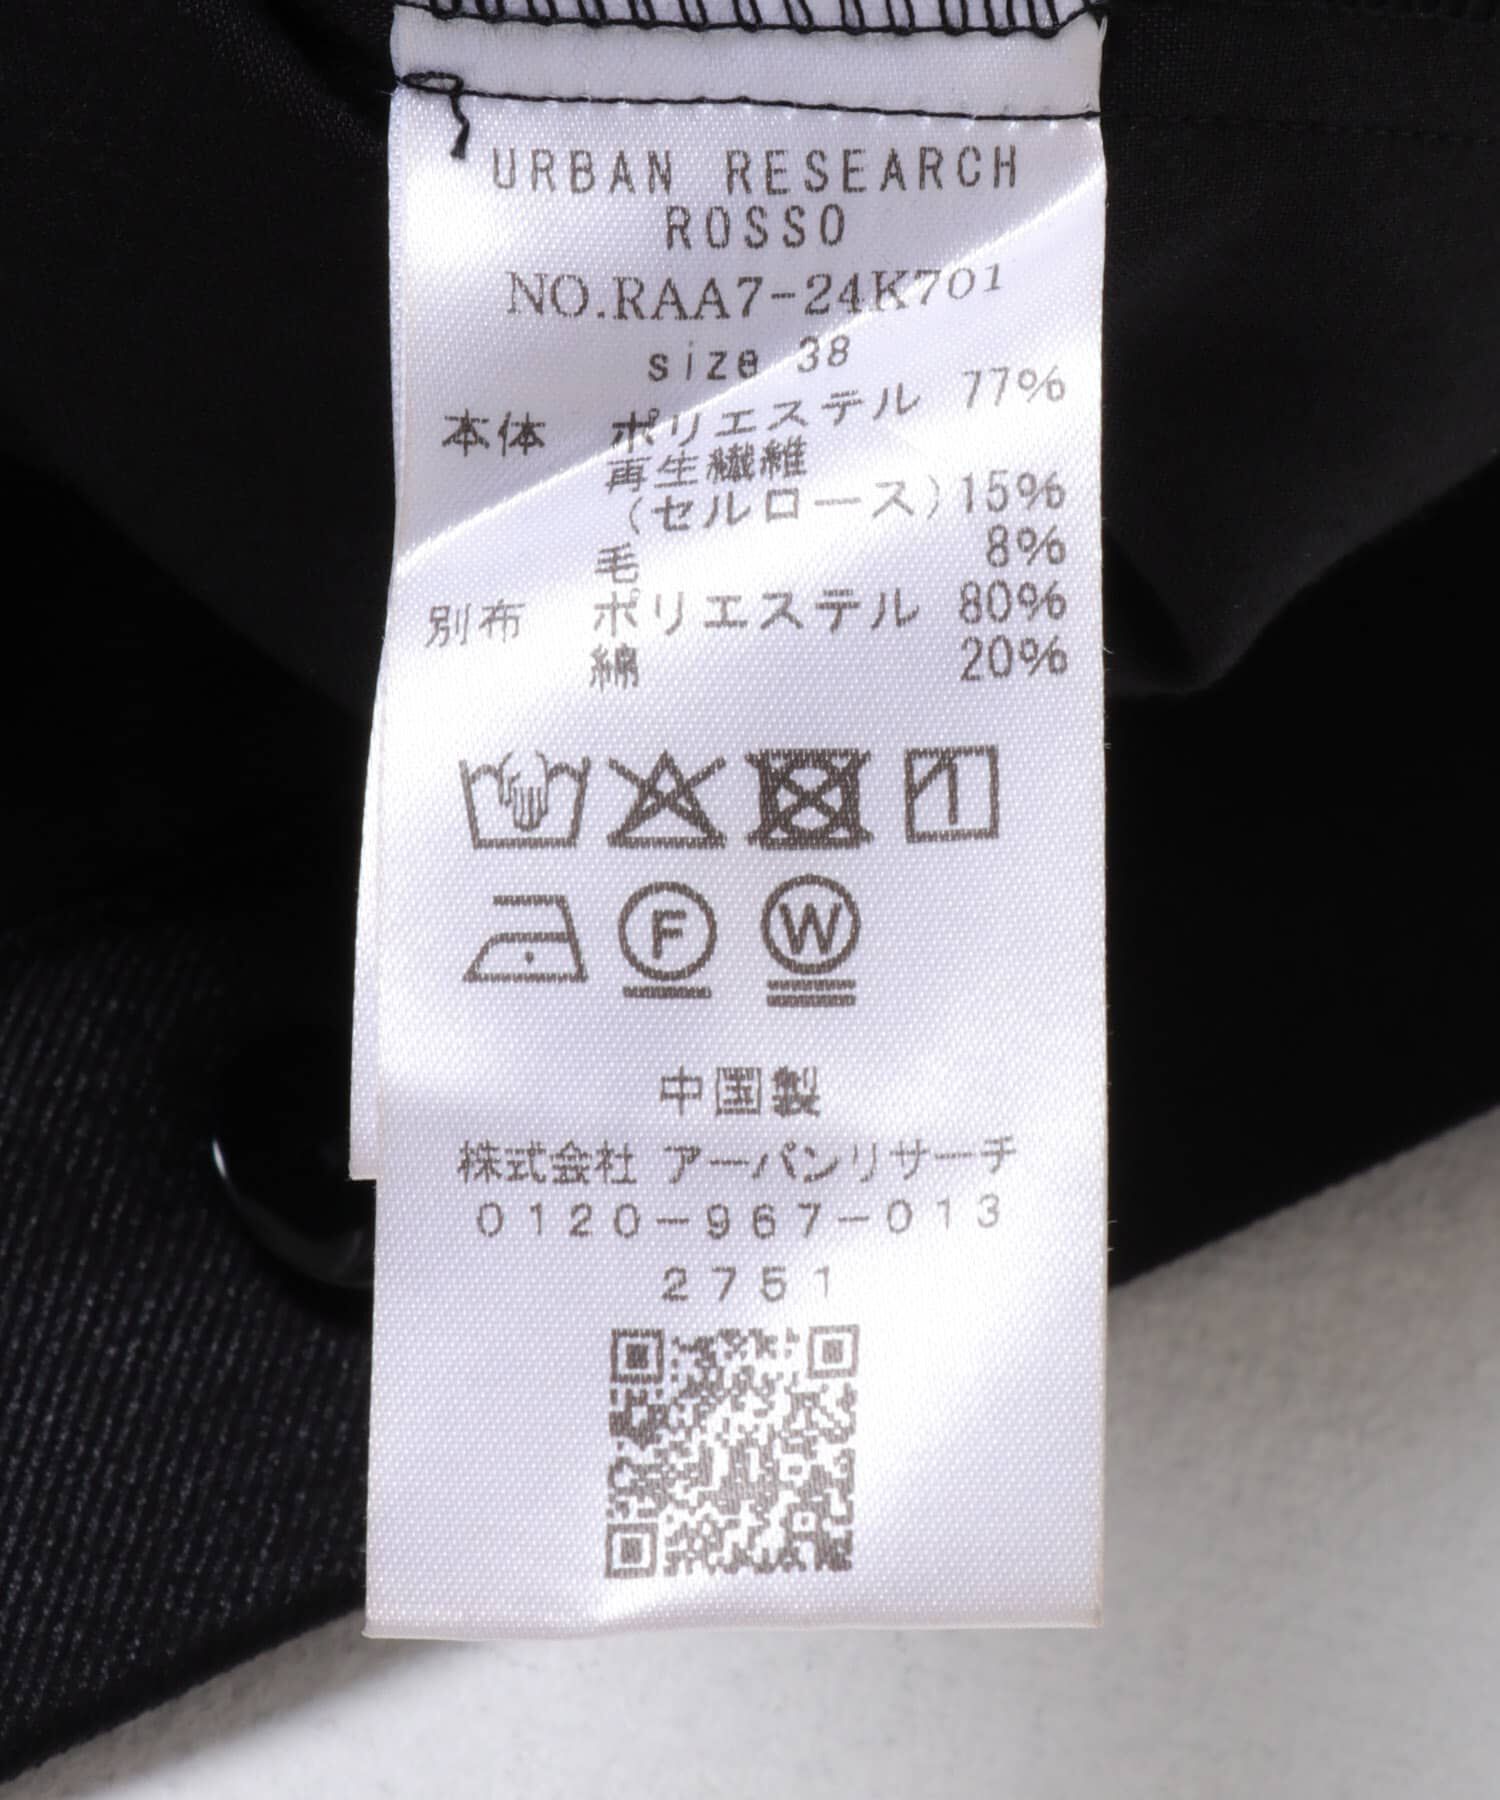 URBAN RESEARCH
ROSSO
NO.RAA7-24K701
size 38
本体 ポリエステル 77%
再生繊維
(セルロース) 15%
毛 8%
別布 ポリエステル 80%
綿 20%
F W
中国製
株式会社 アーバンリサーチ
0120-967-013
2751